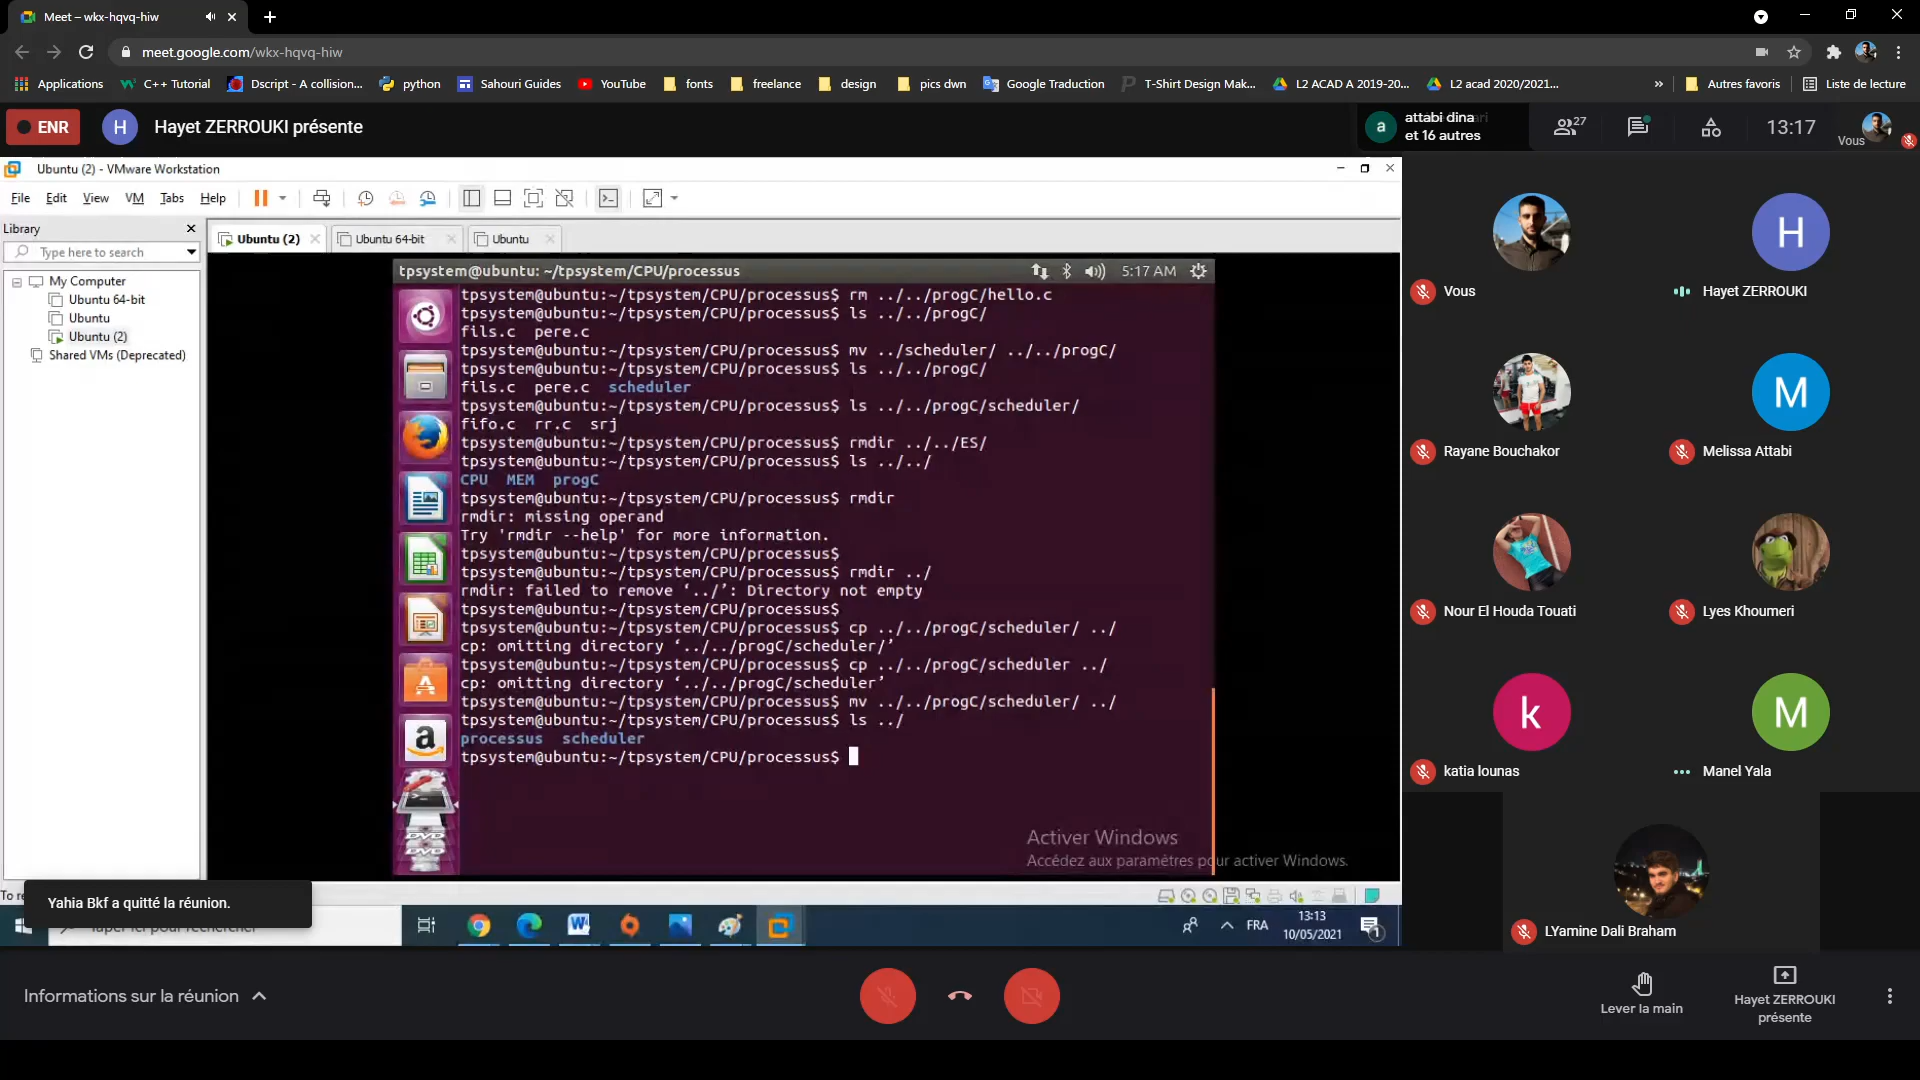 Meet – wkx-hqvq-hiw
meet.google.com/wkx-hqvq-hiw
Applications
C++ Tutorial
Dscript - A collision...
python
Sahouri Guides
YouTube
fonts
freelance
design
pics dwn
Google Traduction
T-Shirt Design Mak...
L2 ACAD A 2019-20...
L2 acad 2020/2021...
»
Autres favoris
Liste de lecture
ENR
H
Hayet ZERROUKI présente
a
attabi dina
et 16 autres
27
13:17
Vous
Ubuntu (2) - VMware Workstation
File Edit View VM Tabs Help
Library
Type here to search
My Computer
Ubuntu 64-bit
Ubuntu
Ubuntu (2)
Shared VMs (Deprecated)
Ubuntu (2)
Ubuntu 64-bit
Ubuntu
tpsystem@ubuntu: ~/tpsystem/CPU/processus
5:17 AM
tpsystem@ubuntu:~/tpsystem/CPU/processus$ rm ../../progC/hello.c
tpsystem@ubuntu:~/tpsystem/CPU/processus$ ls ../../progC/
fils.c  pere.c
tpsystem@ubuntu:~/tpsystem/CPU/processus$ mv ../scheduler/ ../../progC/
tpsystem@ubuntu:~/tpsystem/CPU/processus$ ls ../../progC/
fils.c  pere.c  scheduler
tpsystem@ubuntu:~/tpsystem/CPU/processus$ ls ../../progC/scheduler/
fifo.c  rr.c  srj
tpsystem@ubuntu:~/tpsystem/CPU/processus$ rmdir ../../ES/
tpsystem@ubuntu:~/tpsystem/CPU/processus$ ls ../../
CPU  MEM  progC
tpsystem@ubuntu:~/tpsystem/CPU/processus$ rmdir
rmdir: missing operand
Try 'rmdir --help' for more information.
tpsystem@ubuntu:~/tpsystem/CPU/processus$
tpsystem@ubuntu:~/tpsystem/CPU/processus$ rmdir ../
rmdir: failed to remove ‘../’: Directory not empty
tpsystem@ubuntu:~/tpsystem/CPU/processus$
tpsystem@ubuntu:~/tpsystem/CPU/processus$ cp ../../progC/scheduler/ ../
cp: omitting directory ‘../../progC/scheduler/’
tpsystem@ubuntu:~/tpsystem/CPU/processus$ cp ../../progC/scheduler ../
cp: omitting directory ‘../../progC/scheduler’
tpsystem@ubuntu:~/tpsystem/CPU/processus$ mv ../../progC/scheduler/ ../
tpsystem@ubuntu:~/tpsystem/CPU/processus$ ls ../
processus  scheduler
tpsystem@ubuntu:~/tpsystem/CPU/processus$
DVD
DVD
Activer Windows
Accédez aux paramètres pour activer Windows.
To re
Yahia Bkf a quitté la réunion.
Taper ici pour rechercher
FRA
13:13
10/05/2021
1
Vous
H
Hayet ZERROUKI
Rayane Bouchakor
M
Melissa Attabi
Nour El Houda Touati
Lyes Khoumeri
k
katia lounas
M
Manel Yala
LYamine Dali Braham
Informations sur la réunion
Lever la main
Hayet ZERROUKI
présente